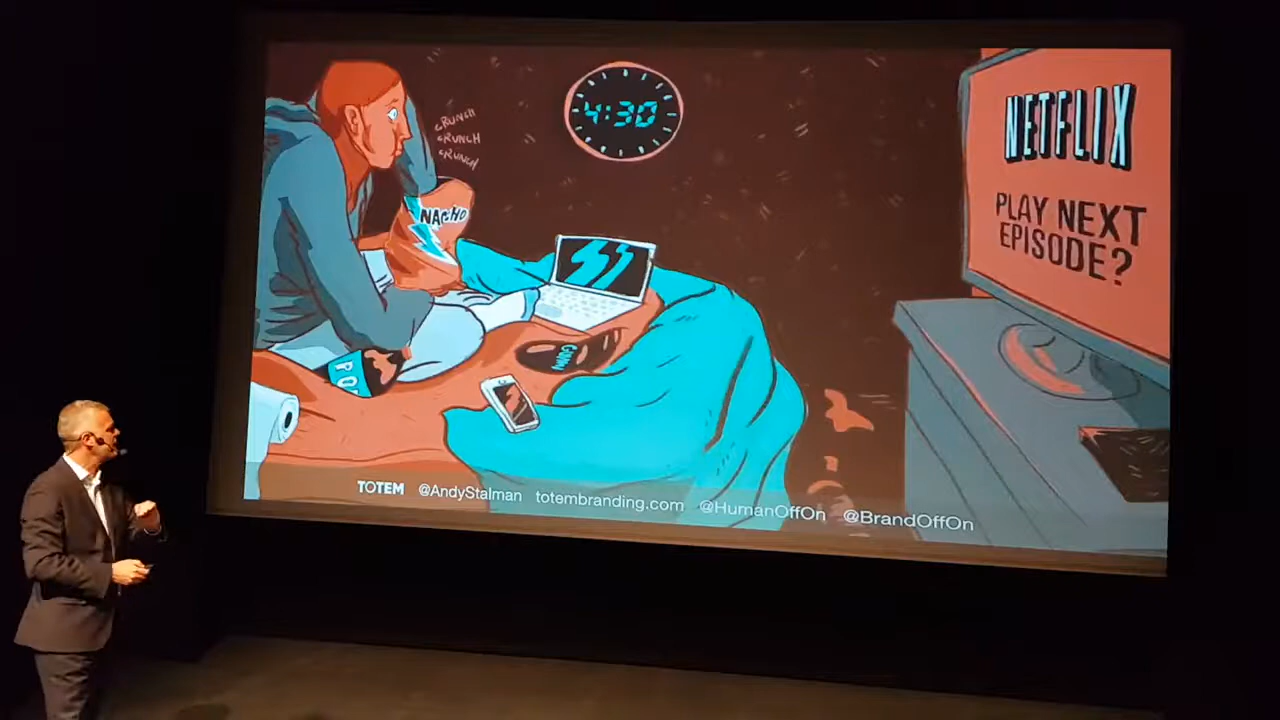 CRUNCH
CRUNCH
CRUNCH
4:30
NETFLIX
PLAY NEXT
EPISODE?
NACHO
TOTEM @AndyStalman totembranding.com @HumanOffOn @BrandOffOn